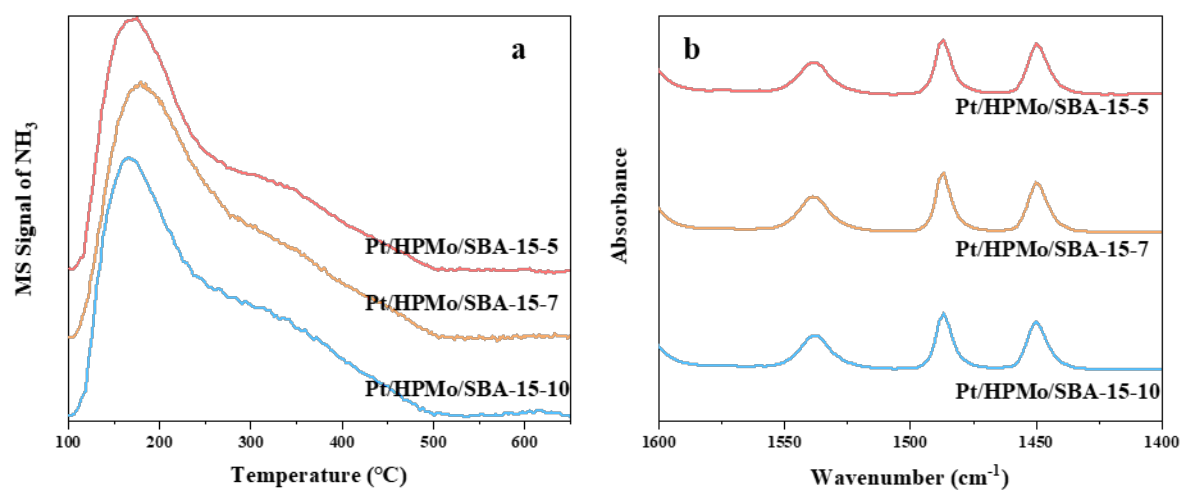 a
MS Signal of NH3
Pt/HPMo/SBA-15-5
Pt/HPMo/SBA-15-7
Pt/HPMo/SBA-15-10
100 200 300 400 500 600
Temperature (°C)
b
Absorbance
Pt/HPMo/SBA-15-5
Pt/HPMo/SBA-15-7
Pt/HPMo/SBA-15-10
1600 1550 1500 1450 1400
Wavenumber (cm-1)